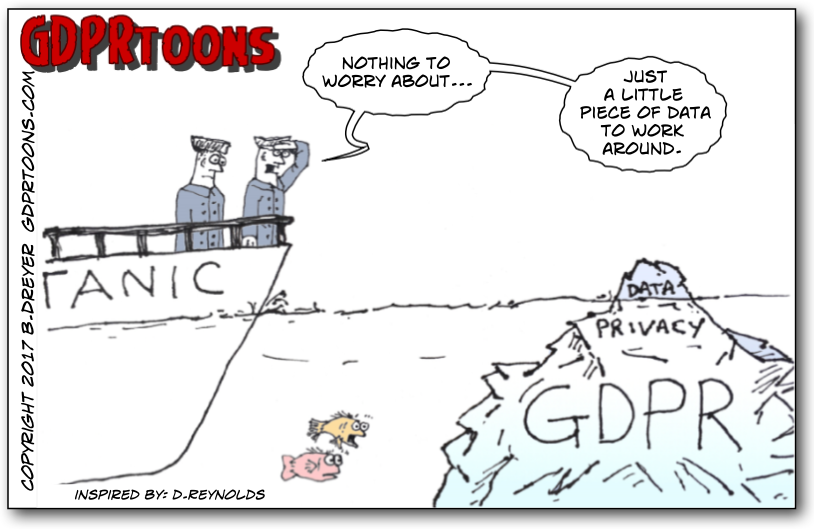 GDPRTOONS
NOTHING TO
WORRY ABOUT...
JUST
A LITTLE
PIECE OF DATA
TO WORK
AROUND.
TANIC
DATA
PRIVACY
GDPR
COPYRIGHT 2017 B.DREYER GDPRTOONS.COM
INSPIRED BY: D.REYNOLDS